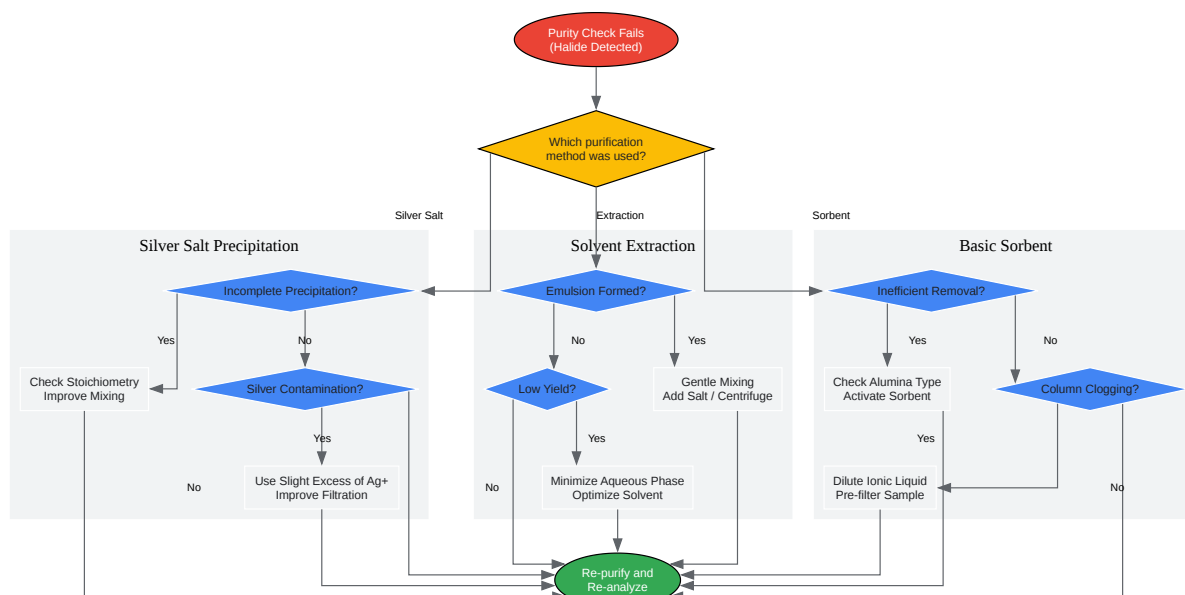 Purity Check Fails
(Halide Detected)
Which purification
method was used?
Silver Salt
Extraction
Sorbent
Silver Salt Precipitation
Solvent Extraction
Basic Sorbent
Incomplete Precipitation?
Emulsion Formed?
Inefficient Removal?
Yes
No
No
Yes
Yes
No
Check Stoichiometry
Improve Mixing
Silver Contamination?
Low Yield?
Gentle Mixing
Add Salt / Centrifuge
Check Alumina Type
Activate Sorbent
Column Clogging?
Yes
Yes
Yes
No
Use Slight Excess of Ag+
Improve Filtration
No
Minimize Aqueous Phase
Optimize Solvent
Dilute Ionic Liquid
Pre-filter Sample
No
Re-purify and
Re-analyze